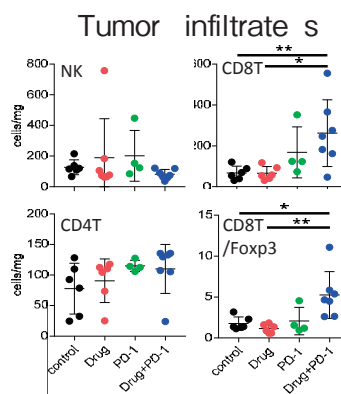 Tumor infiltrate s
NK
cells/mg
800
600
400
200
0
CD8T
**
*
600
400
200
0
CD4T
cells/mg
150
100
50
0
control
Drug
PD-1
Drug+PD-1
CD8T
/Foxp3
*
**
15
10
5
0
control
Drug
PD-1
Drug+PD-1